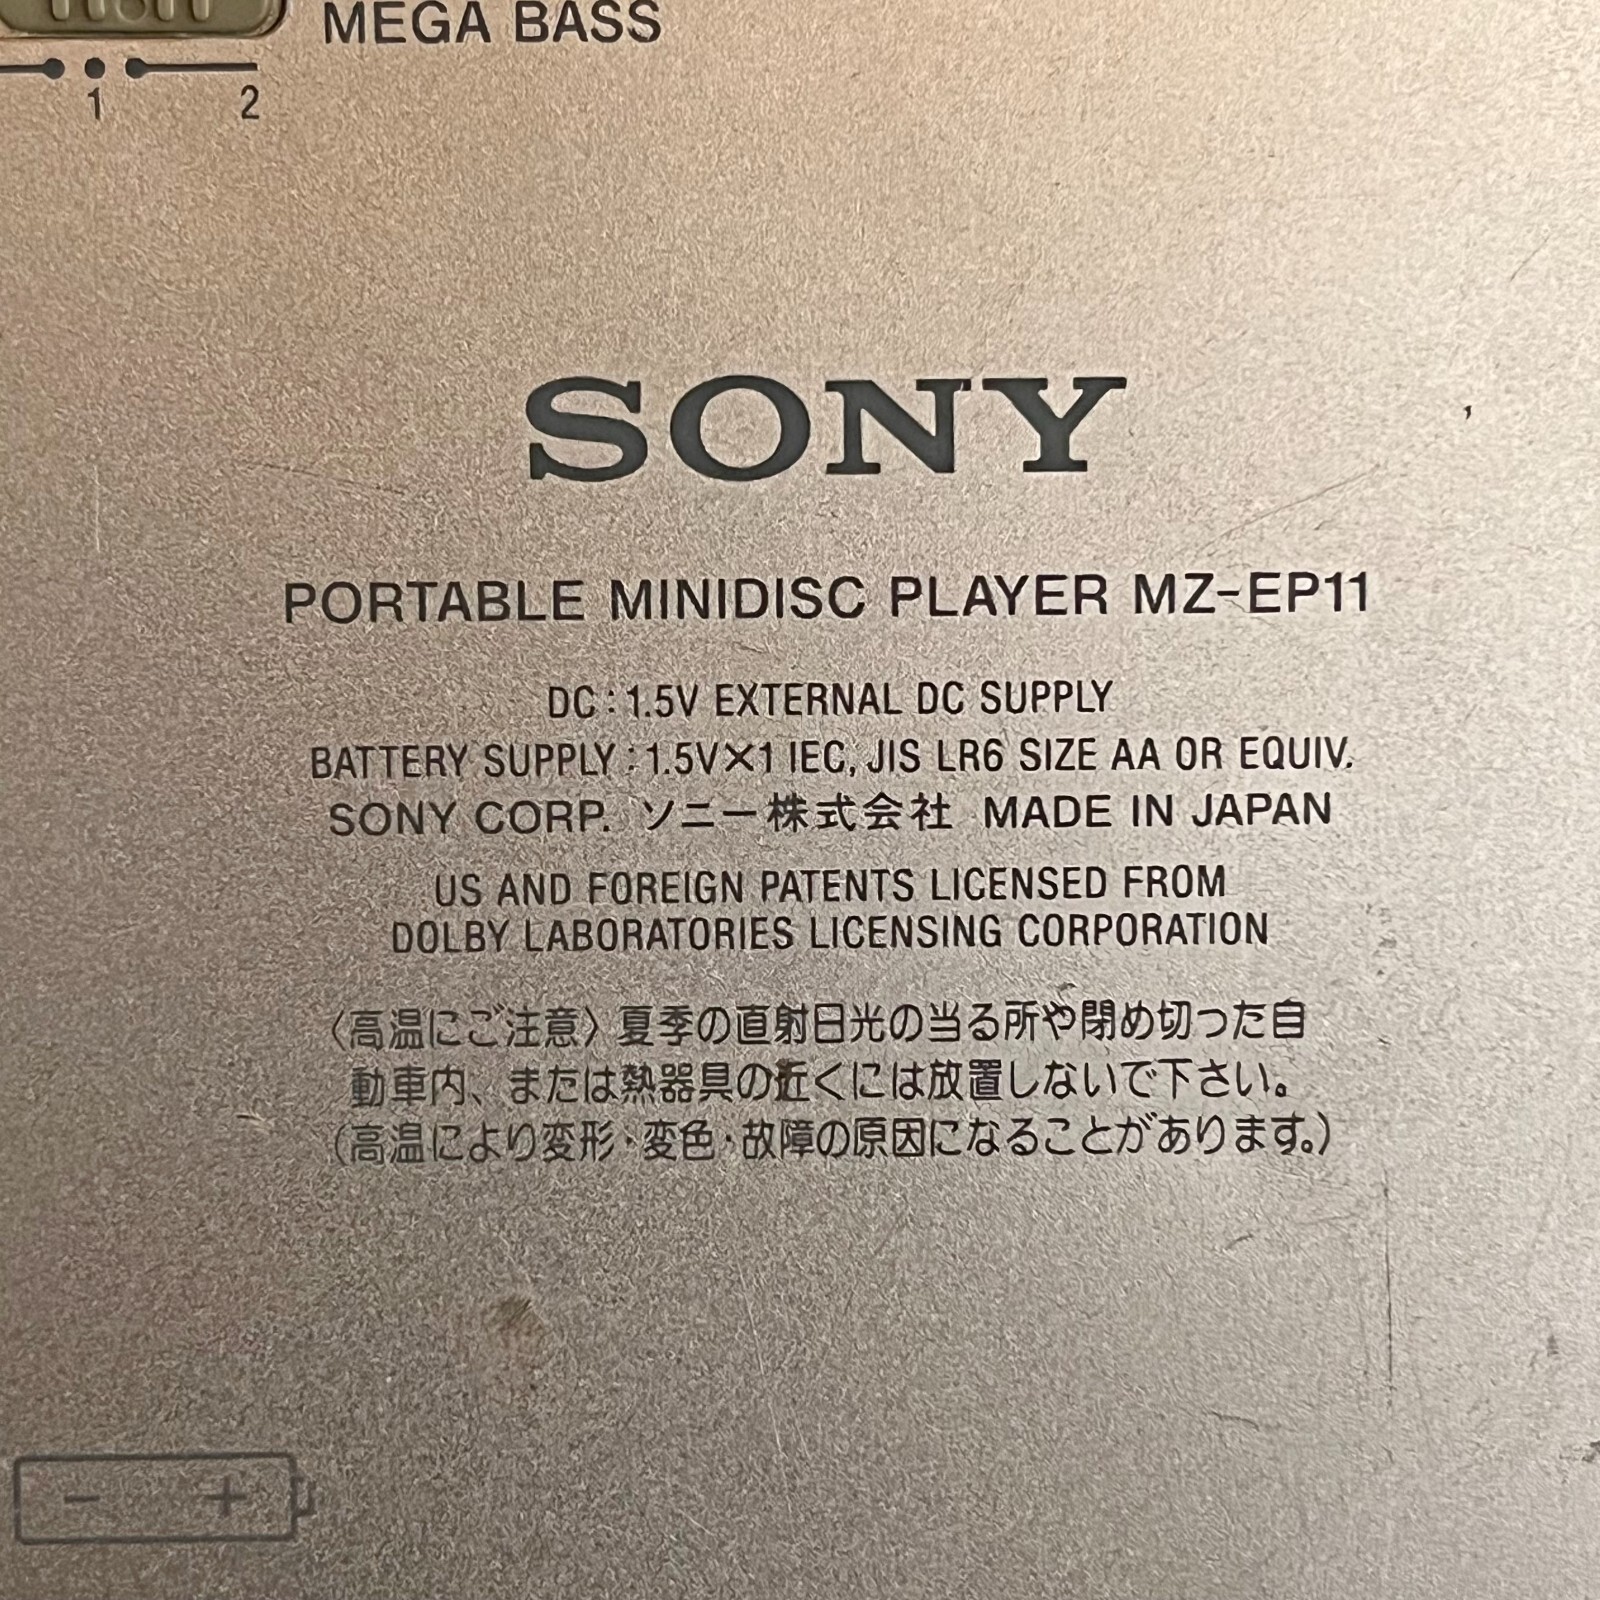 MEGA BASS
1 2
SONY
PORTABLE MINIDISC PLAYER MZ-EP11
DC:1.5V EXTERNAL DC SUPPLY
BATTERY SUPPLY:1.5V×1 IEC, JIS LR6 SIZE AA OR EQUIV.
SONY CORP. ソニー株式会社 MADE IN JAPAN
US AND FOREIGN PATENTS LICENSED FROM
DOLBY LABORATORIES LICENSING CORPORATION
〈高温にご注意〉夏季の直射日光の当る所や閉め切った自
動車内、または熱器具の近くには放置しないで下さい。
(高温により変形・変色・故障の原因になることがあります。)
- +